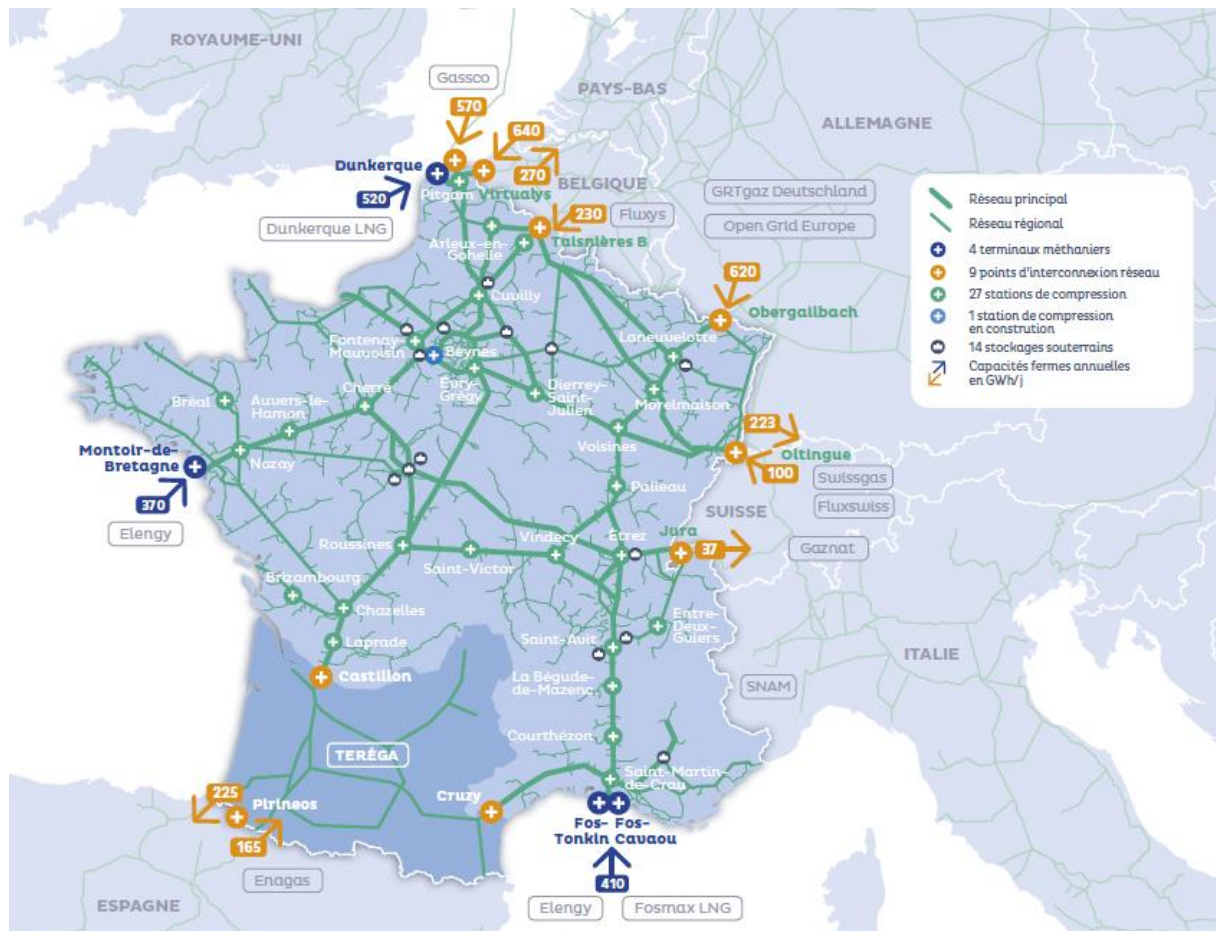 ROYAUME-UNI
Gassco
570
PAYS-BAS
640
ALLEMAGNE
Dunkerque
270
BELGIQUE
Pitgam
Virtualys
520
GRTgaz Deutschland
230
Fluxys
Dunkerque LNG
Open Grid Europe
Arleux-en-
Gohelle
Taisnières B
620
Cuvilly
Obergailbach
Fontenay-
Mauvoisin
Laneuvelotte
Beynes
Évry-
Grégy
Cherré
Dierrey-
Saint-
Julien
Morelmaison
Bréal
Auvers-le-
Hamon
223
Voisines
Oltingue
Montoir-de-
Bretagne
Nozay
100
Swissgas
370
Palleau
Fluxswiss
SUISSE
Elengy
Jura
Roussines
Vindecy
Etrez
37
Gaznat
Saint-Victor
Brizambourg
Chazelles
Entre-
Deux-
Guiers
Laprade
Saint-Avit
ITALIE
Castillon
La Bégude-
de-Mazenc
SNAM
Courthézon
TERÉGA
Saint-Martin-
de-Crau
225
Pirineos
Cruzy
Fos-
Tonkin
Fos-
Cavaou
165
Enagas
410
ESPAGNE
Elengy
Fosmax LNG
Réseau principal
Réseau régional
4 terminaux méthaniers
9 points d'interconnexion réseau
27 stations de compression
1 station de compression
en constrution
14 stockages souterrains
Capacités fermes annuelles
en GWh/j